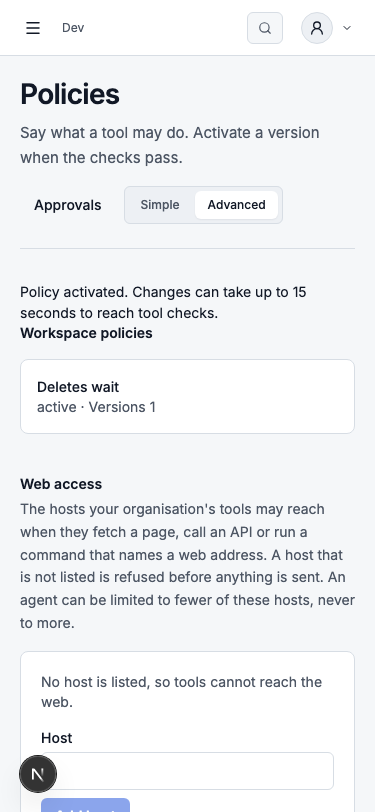 Dev
Policies
Say what a tool may do. Activate a version
when the checks pass.
Approvals
Simple
Advanced
Policy activated. Changes can take up to 15
seconds to reach tool checks.
Workspace policies
Deletes wait
active · Versions 1
Web access
The hosts your organisation's tools may reach
when they fetch a page, call an API or run a
command that names a web address. A host that
is not listed is refused before anything is sent. An
agent can be limited to fewer of these hosts, never
to more.
No host is listed, so tools cannot reach the
web.
Host
N